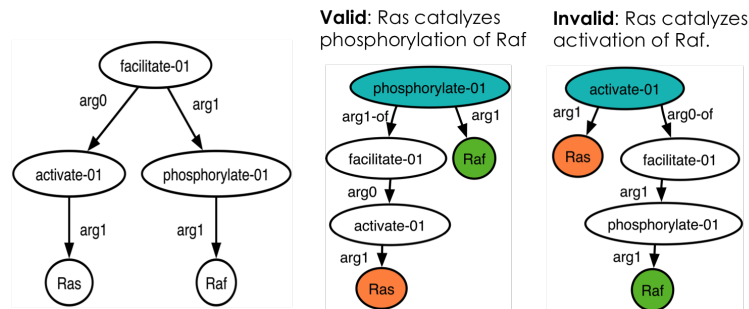 facilitate-01
arg0
arg1
activate-01
phosphorylate-01
arg1
arg1
Ras
Raf
Valid: Ras catalyzes
phosphorylation of Raf
phosphorylate-01
arg1-of
arg1
facilitate-01
Raf
arg0
activate-01
arg1
Ras
Invalid: Ras catalyzes
activation of Raf.
activate-01
arg1
arg0-of
Ras
facilitate-01
arg1
phosphorylate-01
arg1
Raf